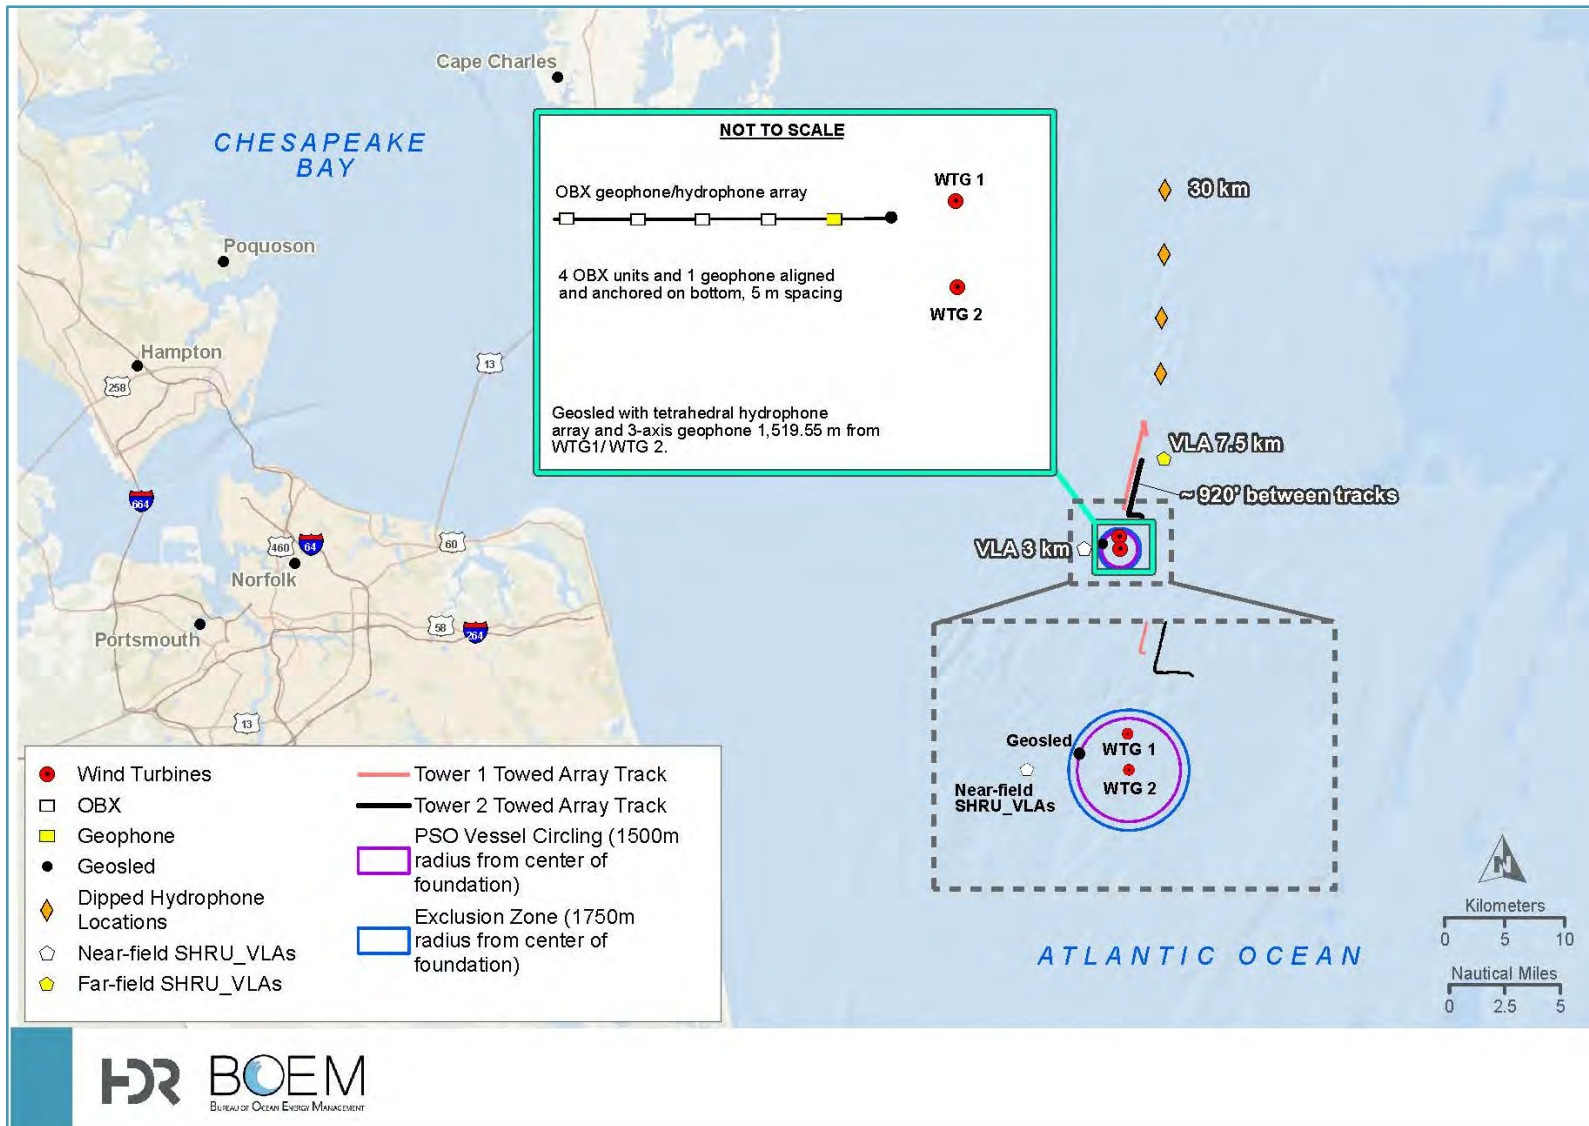 Cape Charles
CHESAPEAKE
BAY
Poquoson
Hampton
258
13
664
460
64
60
Norfolk
Portsmouth
58
264
13
NOT TO SCALE
OBX geophone/hydrophone array
WTG 1
4 OBX units and 1 geophone aligned
and anchored on bottom, 5 m spacing
WTG 2
Geosled with tetrahedral hydrophone
array and 3-axis geophone 1,519.55 m from
WTG1/ WTG 2.
30 km
VLA 7.5 km
~ 920' between tracks
VLA 3 km
Geosled
WTG 1
WTG 2
Near-field
SHRU_VLAs
ATLANTIC OCEAN
N
Kilometers
0 5 10
Nautical Miles
0 2.5 5
Wind Turbines
OBX
Geophone
Geosled
Dipped Hydrophone
Locations
Near-field SHRU_VLAs
Far-field SHRU_VLAs
Tower 1 Towed Array Track
Tower 2 Towed Array Track
PSO Vessel Circling (1500m
radius from center of
foundation)
Exclusion Zone (1750m
radius from center of
foundation)
HDR
BOEM
BUREAU OF OCEAN ENERGY MANAGEMENT